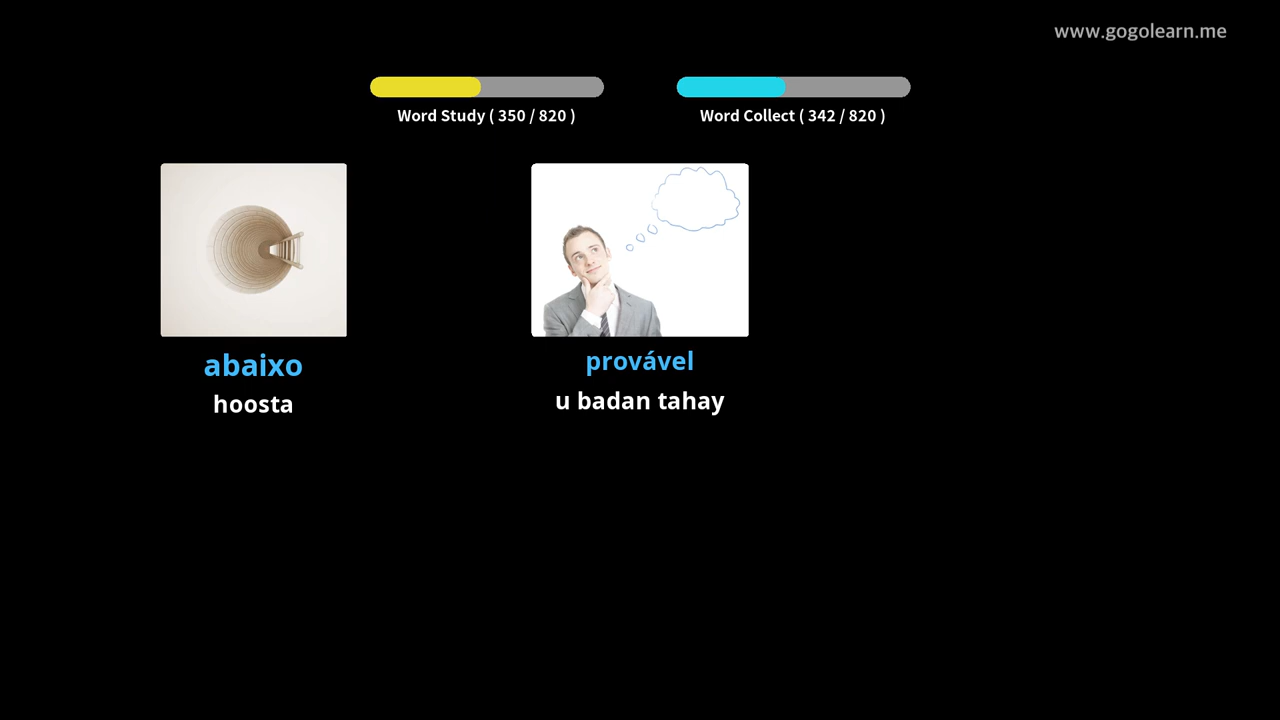 www.gogolearn.me
Word Study ( 350 / 820 )
Word Collect ( 342 / 820 )
abaixo
hoosta
provável
u badan tahay